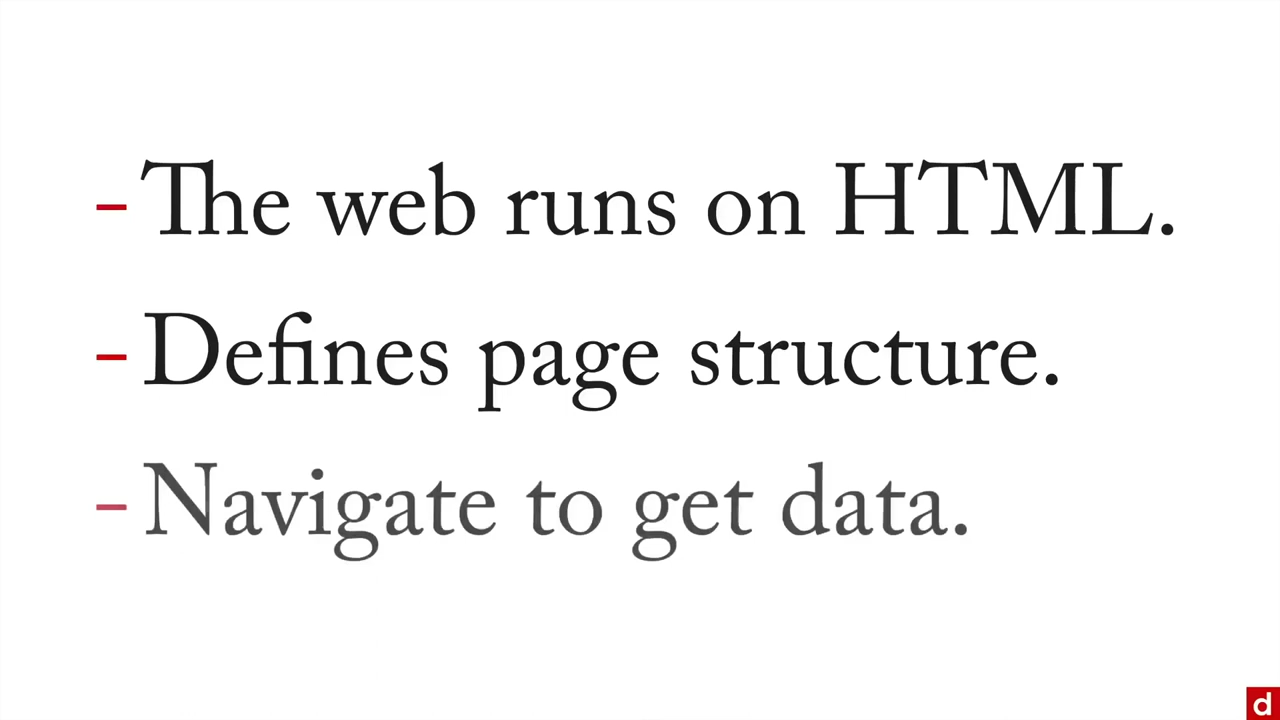 - The web runs on HTML.
- Defines page structure.
- Navigate to get data.
d